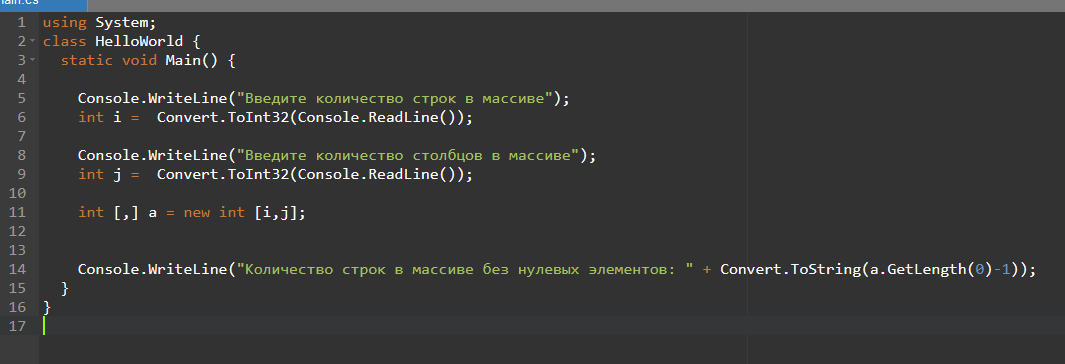 main.cs
1 using System;
2 class HelloWorld {
3 static void Main() {
4
5 Console.WriteLine("Введите количество строк в массиве");
6 int i =  Convert.ToInt32(Console.ReadLine());
7
8 Console.WriteLine("Введите количество столбцов в массиве");
9 int j =  Convert.ToInt32(Console.ReadLine());
10
11 int [,] a = new int [i,j];
12
13
14 Console.WriteLine("Количество строк в массиве без нулевых элементов: " + Convert.ToString(a.GetLength(0)-1));
15 }
16 }
17